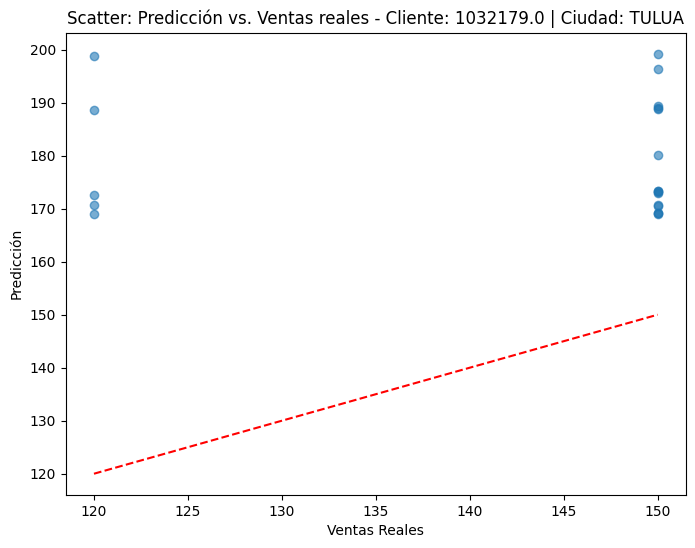 Scatter: Predicción vs. Ventas reales - Cliente: 1032179.0 | Ciudad: TULUA
200
190
180
170
160
150
140
130
120
Predicción
120 125 130 135 140 145 150
Ventas Reales